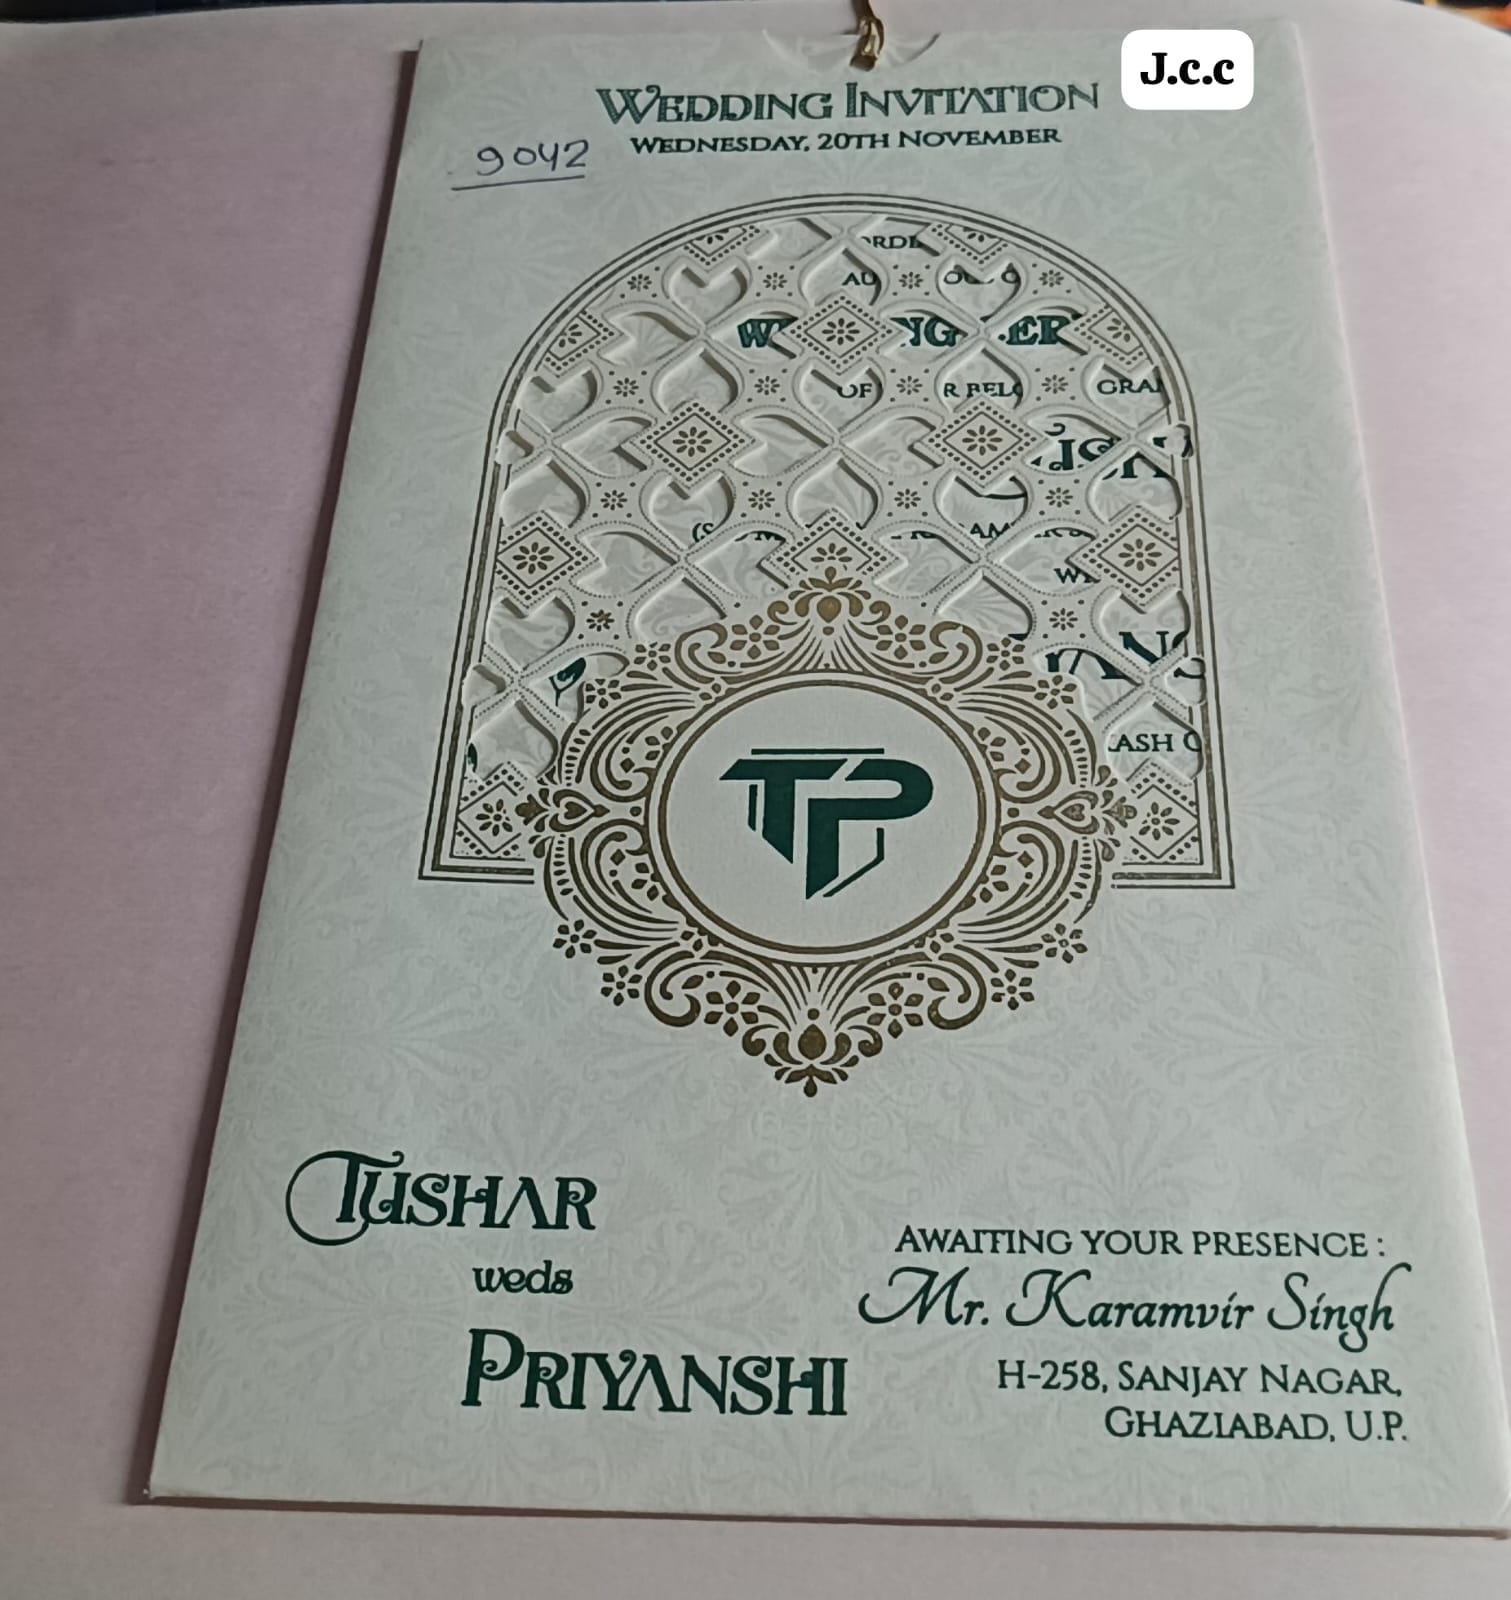 J.c.c
WEDDING INVITATION
WEDNESDAY, 20TH NOVEMBER
9042
TP
TUSHAR
weds
PRIYANSHI
AWAITING YOUR PRESENCE :
Mr. Karamvir Singh
H-258, SANJAY NAGAR,
GHAZIABAD, U.P.